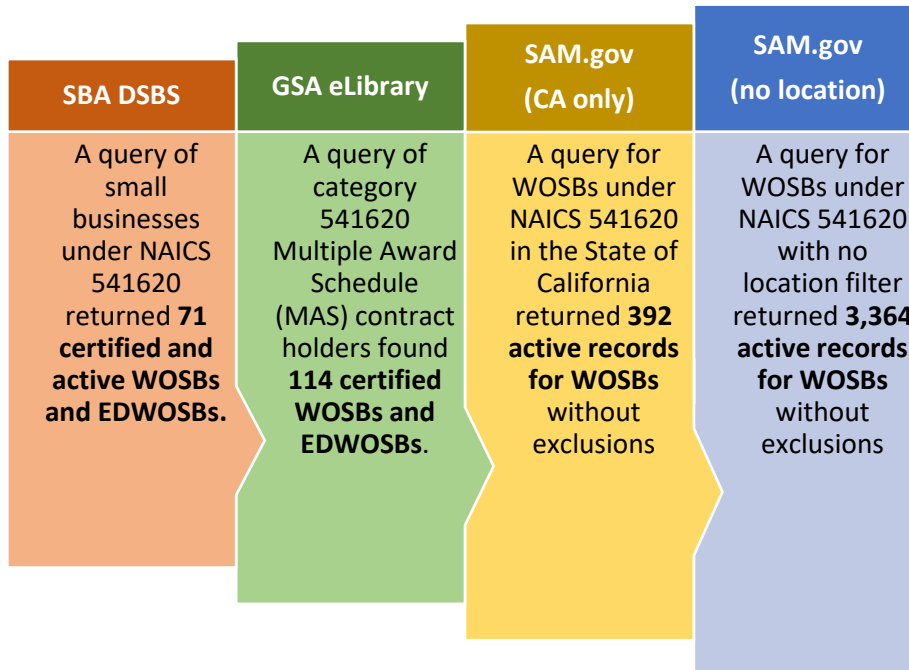 SBA DSBS
A query of
small
businesses
under NAICS
541620
returned 71
certified and
active WOSBs
and EDWOSBs.
GSA eLibrary
A query of
category
541620
Multiple Award
Schedule
(MAS) contract
holders found
114 certified
WOSBs and
EDWOSBs.
SAM.gov
(CA only)
A query for
WOSBs under
NAICS 541620
in the State of
California
returned 392
active records
for WOSBs
without
exclusions
SAM.gov
(no location)
A query for
WOSBs under
NAICS 541620
with no
location filter
returned 3,364
active records
for WOSBs
without
exclusions